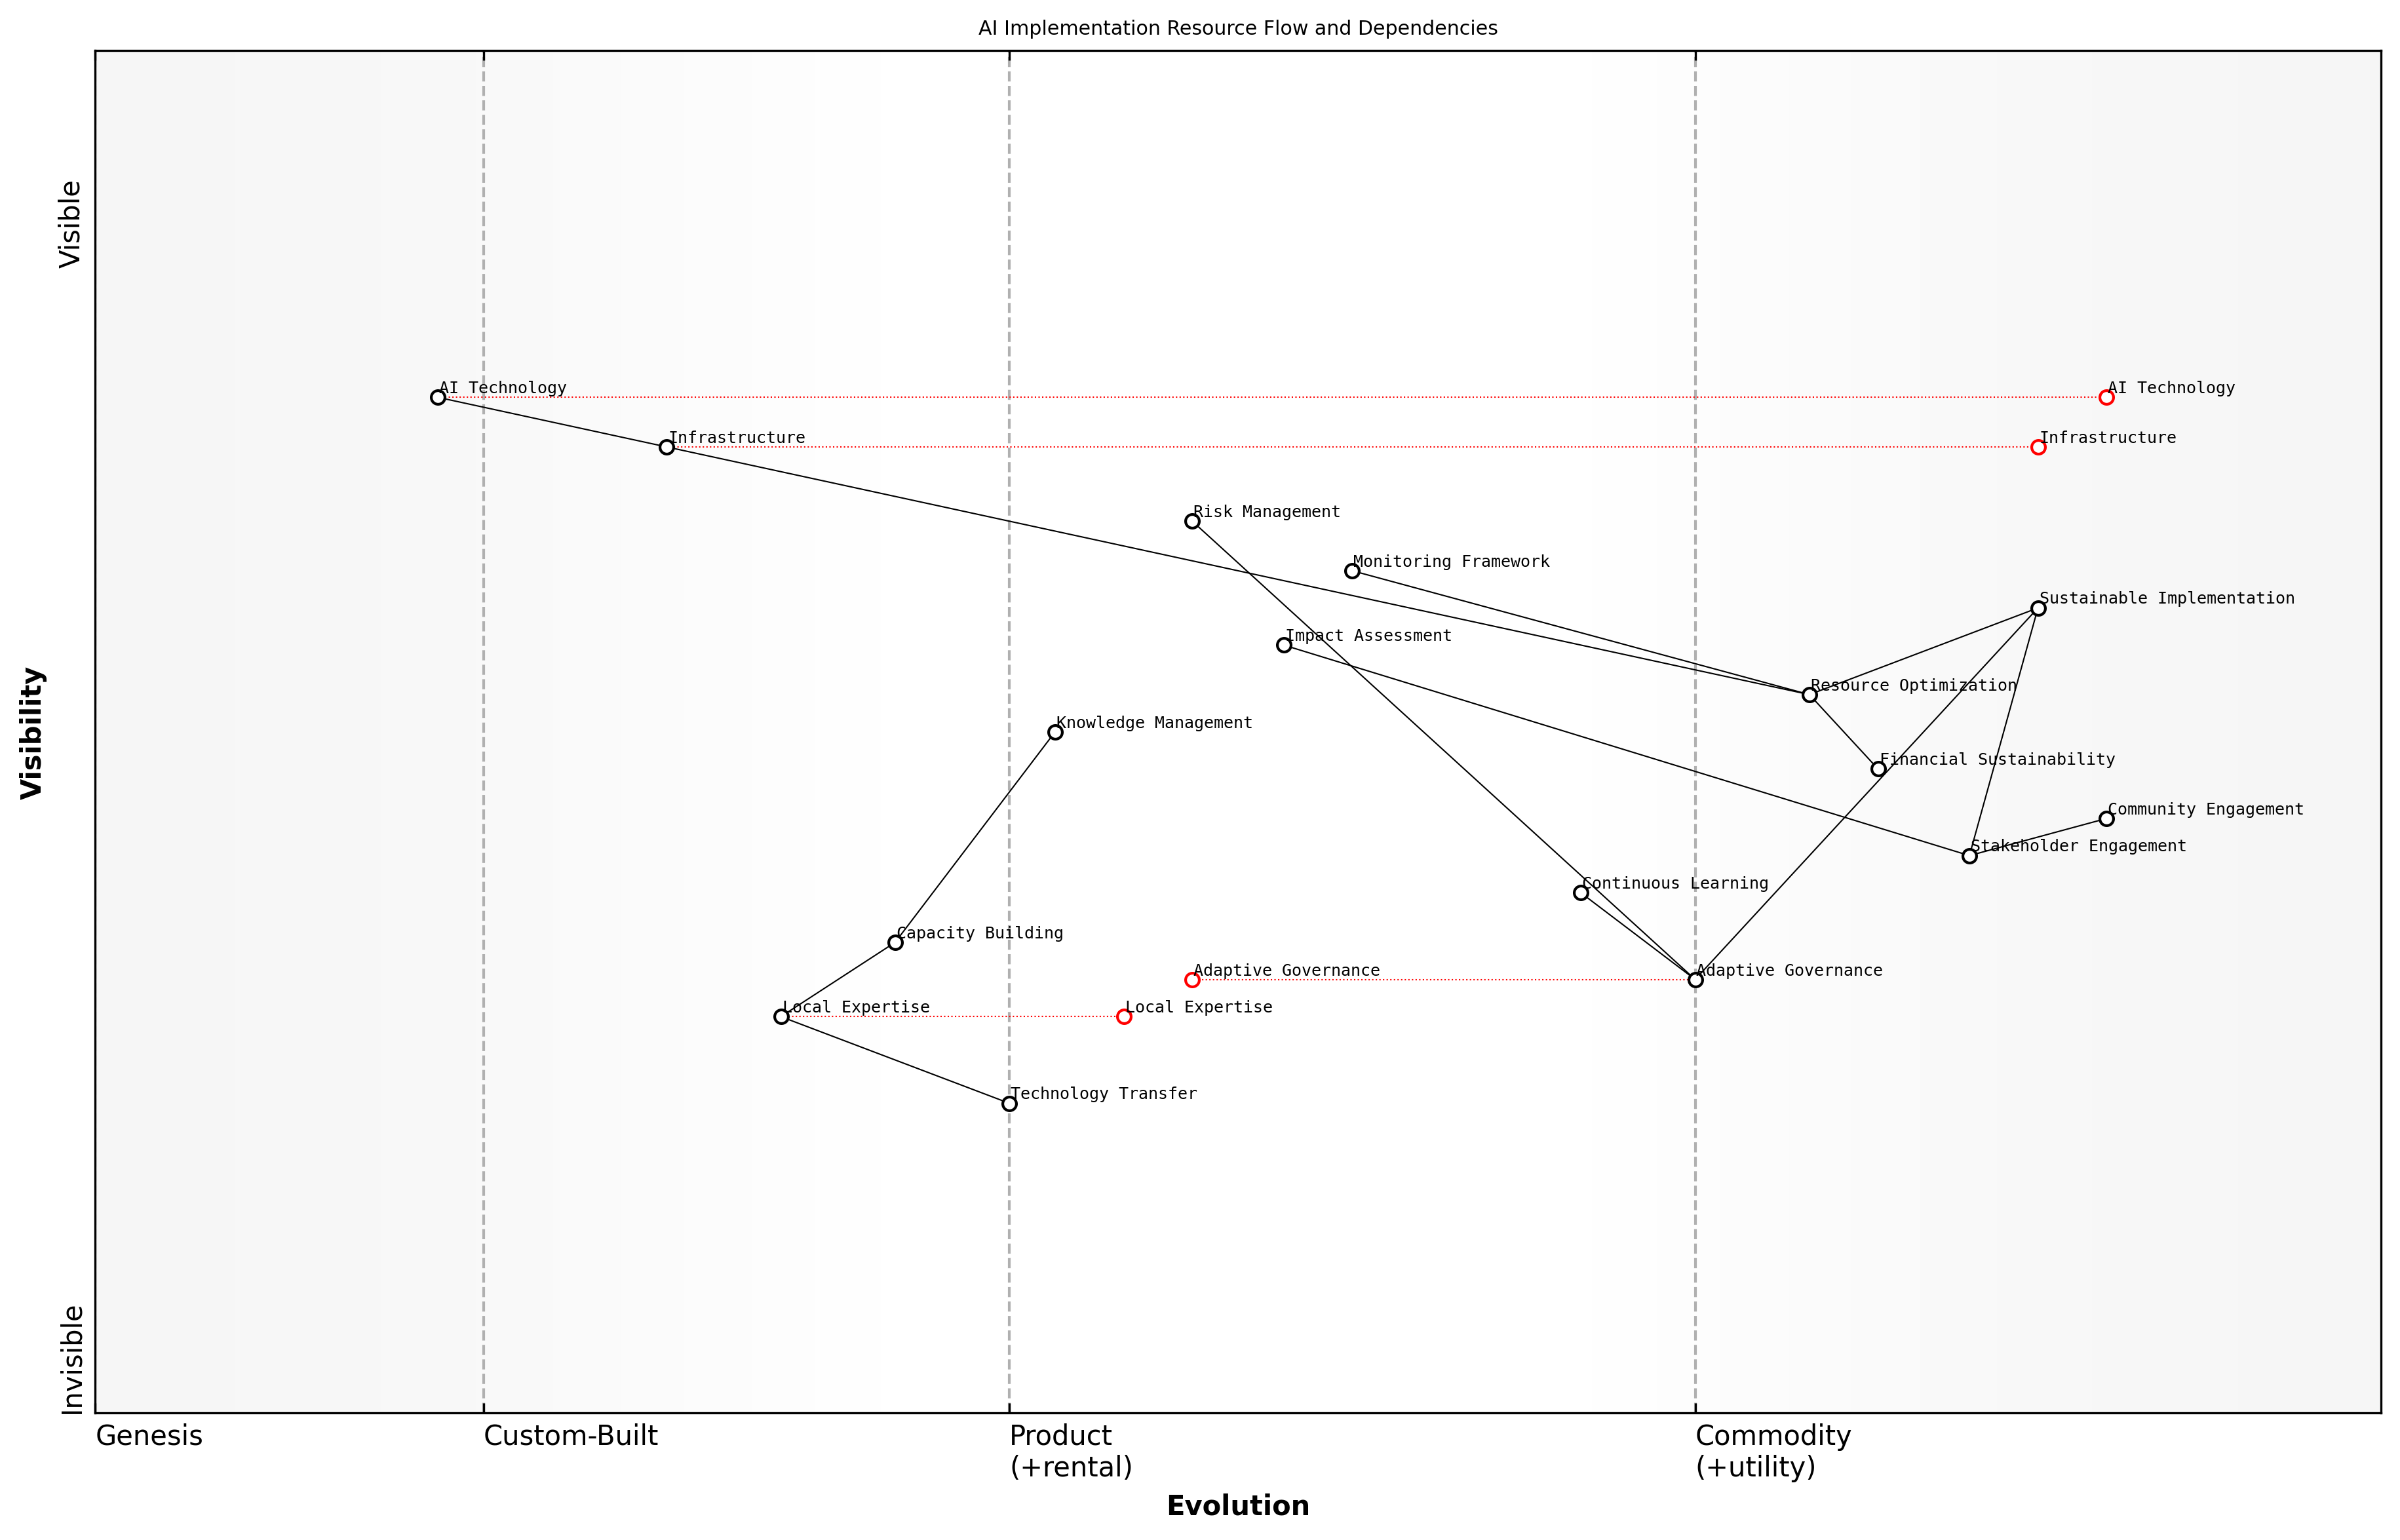 AI Implementation Resource Flow and Dependencies
Visible
AI Technology
AI Technology
Infrastructure
Infrastructure
Risk Management
Monitoring Framework
Sustainable Implementation
Impact Assessment
Resource Optimization
Knowledge Management
Visibility
Financial Sustainability
Community Engagement
Stakeholder Engagement
Continuous Learning
Capacity Building
Adaptive Governance
Adaptive Governance
Local Expertise
Local Expertise
Technology Transfer
Invisible
Genesis
Custom-Built
Product
(+rental)
Commodity
(+utility)
Evolution